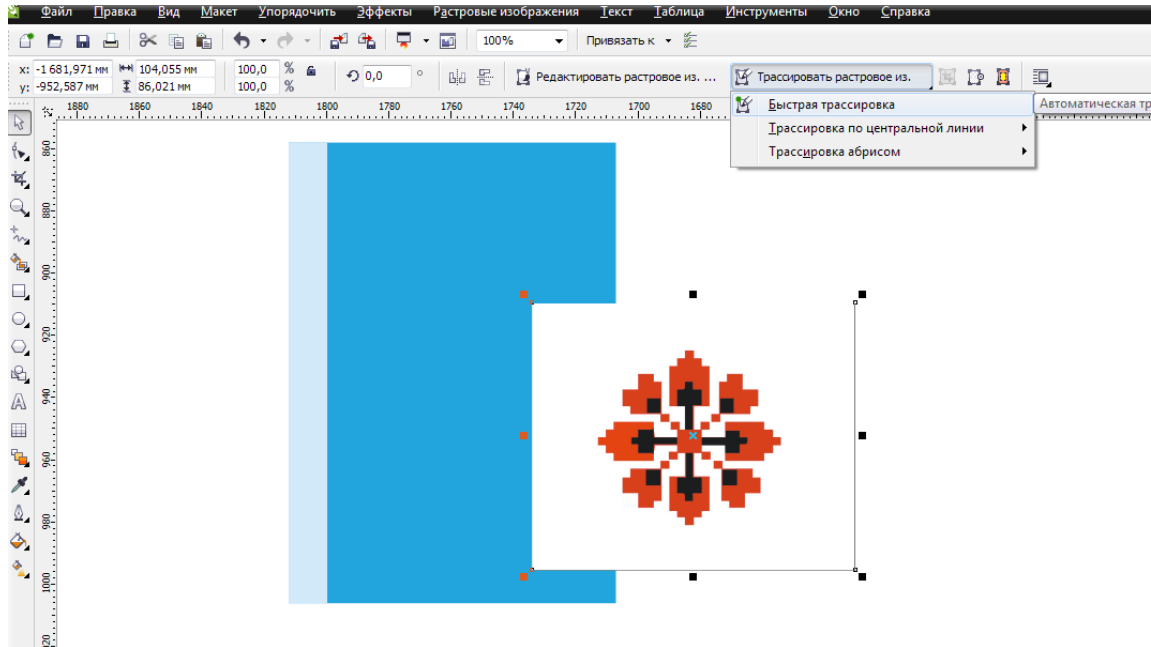 Файл Правка Вид Макет Упорядочить Эффекты Растровые изображения Текст Таблица Инструменты Окно Справка
100% Привязать к
x: -1 681,971 мм 104,055 мм 100,0 % 0,0 ° Редактировать растровое из. ... Трассировать растровое из.
y: -952,587 мм 86,021 мм 100,0 %
1880 1860 1840 1820 1800 1780 1760 1740 1720 1700 1680
Быстрая трассировка
Автоматическая тр
Трассировка по центральной линии
Трассировка абрисом
860
880
900
920
940
960
980
1000